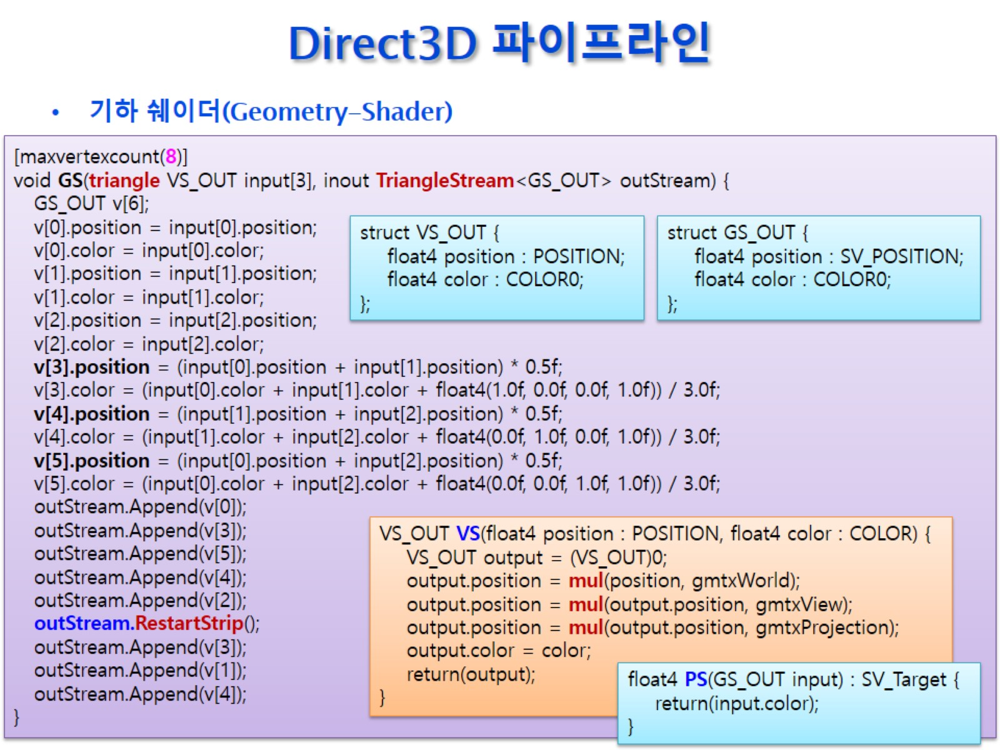 Direct3D 파이프라인
• 기하 쉐이더(Geometry-Shader)
[maxvertexcount(8)]
void GS(triangle VS_OUT input[3], inout TriangleStream<GS_OUT> outStream) {
GS_OUT v[6];
v[0].position = input[0].position;
v[0].color = input[0].color;
v[1].position = input[1].position;
v[1].color = input[1].color;
v[2].position = input[2].position;
v[2].color = input[2].color;
v[3].position = (input[0].position + input[1].position) * 0.5f;
v[3].color = (input[0].color + input[1].color + float4(1.0f, 0.0f, 0.0f, 1.0f)) / 3.0f;
v[4].position = (input[1].position + input[2].position) * 0.5f;
v[4].color = (input[1].color + input[2].color + float4(0.0f, 1.0f, 0.0f, 1.0f)) / 3.0f;
v[5].position = (input[0].position + input[2].position) * 0.5f;
v[5].color = (input[0].color + input[2].color + float4(0.0f, 0.0f, 1.0f, 1.0f)) / 3.0f;
outStream.Append(v[0]);
outStream.Append(v[3]);
outStream.Append(v[5]);
outStream.Append(v[4]);
outStream.Append(v[2]);
outStream.RestartStrip();
outStream.Append(v[3]);
outStream.Append(v[1]);
outStream.Append(v[4]);
}
struct VS_OUT {
float4 position : POSITION;
float4 color : COLOR0;
};
struct GS_OUT {
float4 position : SV_POSITION;
float4 color : COLOR0;
};
VS_OUT VS(float4 position : POSITION, float4 color : COLOR) {
VS_OUT output = (VS_OUT)0;
output.position = mul(position, gmtxWorld);
output.position = mul(output.position, gmtxView);
output.position = mul(output.position, gmtxProjection);
output.color = color;
return(output);
}
float4 PS(GS_OUT input) : SV_Target {
return(input.color);
}